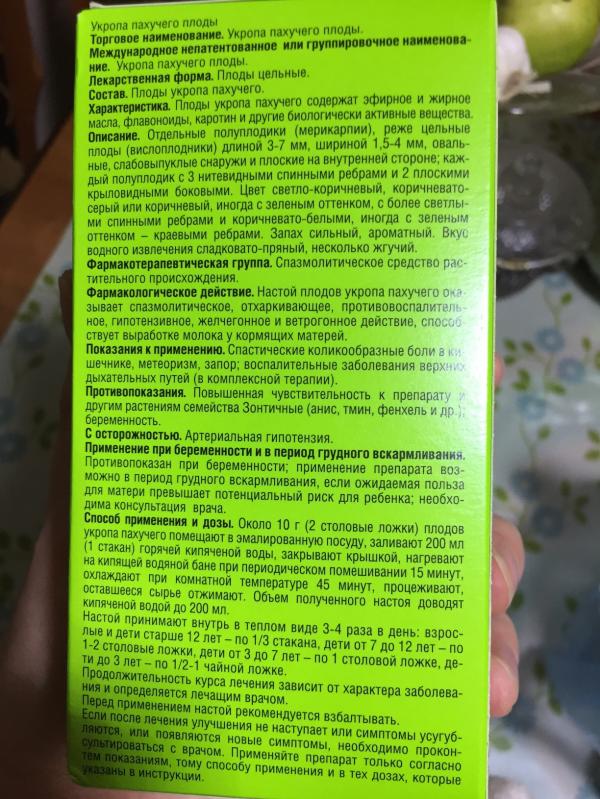 Укропа пахучего плоды
Торговое наименование. Укропа пахучего плоды.
Международное непатентованное или группировочное наименова-
ние. Укропа пахучего плоды.
Лекарственная форма. Плоды цельные.
Состав. Плоды укропа пахучего.
Характеристика. Плоды укропа пахучего содержат эфирное и жирное
масла, флавоноиды, каротин и другие биологически активные вещества.
Описание. Отдельные полуплодики (мерикарпии), реже цельные
плоды (вислоплодники) длиной 3-7 мм, шириной 1,5-4 мм, оваль-
ные, слабовыпуклые снаружи и плоские на внутренней стороне; каж-
дый полуплодик с 3 нитевидными спинными ребрами и 2 плоскими
крыловидными боковыми. Цвет светло-коричневый, коричневато-
серый или коричневый, иногда с зеленым оттенком, с более светлы-
ми спинными ребрами и коричневато-белыми, иногда с зеленым
оттенком – краевыми ребрами. Запах сильный, ароматный. Вкус
водного извлечения сладковато-пряный, несколько жгучий.
Фармакотерапевтическая группа. Спазмолитическое средство рас-
тительного происхождения.
Фармакологическое действие. Настой плодов укропа пахучего ока-
зывает спазмолитическое, отхаркивающее, противовоспалитель-
ное, гипотензивное, желчегонное и ветрогонное действие, способ-
ствует выработке молока у кормящих матерей.
Показания к применению. Спастические коликообразные боли в ки-
шечнике, метеоризм, запор; воспалительные заболевания верхних
дыхательных путей (в комплексной терапии).
Противопоказания. Повышенная чувствительность к препарату и
другим растениям семейства Зонтичные (анис, тмин, фенхель и др.);
беременность.
С осторожностью. Артериальная гипотензия.
Применение при беременности и в период грудного вскармливания.
Противопоказан при беременности; применение препарата воз-
можно в период грудного вскармливания, если ожидаемая польза
для матери превышает потенциальный риск для ребенка; необхо-
дима консультация врача.
Способ применения и дозы. Около 10 г (2 столовые ложки) плодов
укропа пахучего помещают в эмалированную посуду, заливают 200 мл
(1 стакан) горячей кипяченой воды, закрывают крышкой, нагревают
на кипящей водяной бане при периодическом помешивании 15 минут,
охлаждают при комнатной температуре 45 минут, процеживают,
оставшееся сырье отжимают. Объем полученного настоя доводят
кипяченой водой до 200 мл.
Настой принимают внутрь в теплом виде 3-4 раза в день: взрос-
лые и дети старше 12 лет – по 1/3 стакана, дети от 7 до 12 лет – по
1-2 столовые ложки, дети от 3 до 7 лет – по 1 столовой ложке, де-
ти до 3 лет – по 1/2-1 чайной ложке.
Продолжительность курса лечения зависит от характера заболева-
ния и определяется лечащим врачом.
Перед применением настой рекомендуется взбалтывать.
Если после лечения улучшения не наступает или симптомы усугуб-
ляются, или появляются новые симптомы, необходимо прокон-
сультироваться с врачом. Применяйте препарат только согласно
тем показаниям, тому способу применения и в тех дозах, которые
указаны в инструкции.